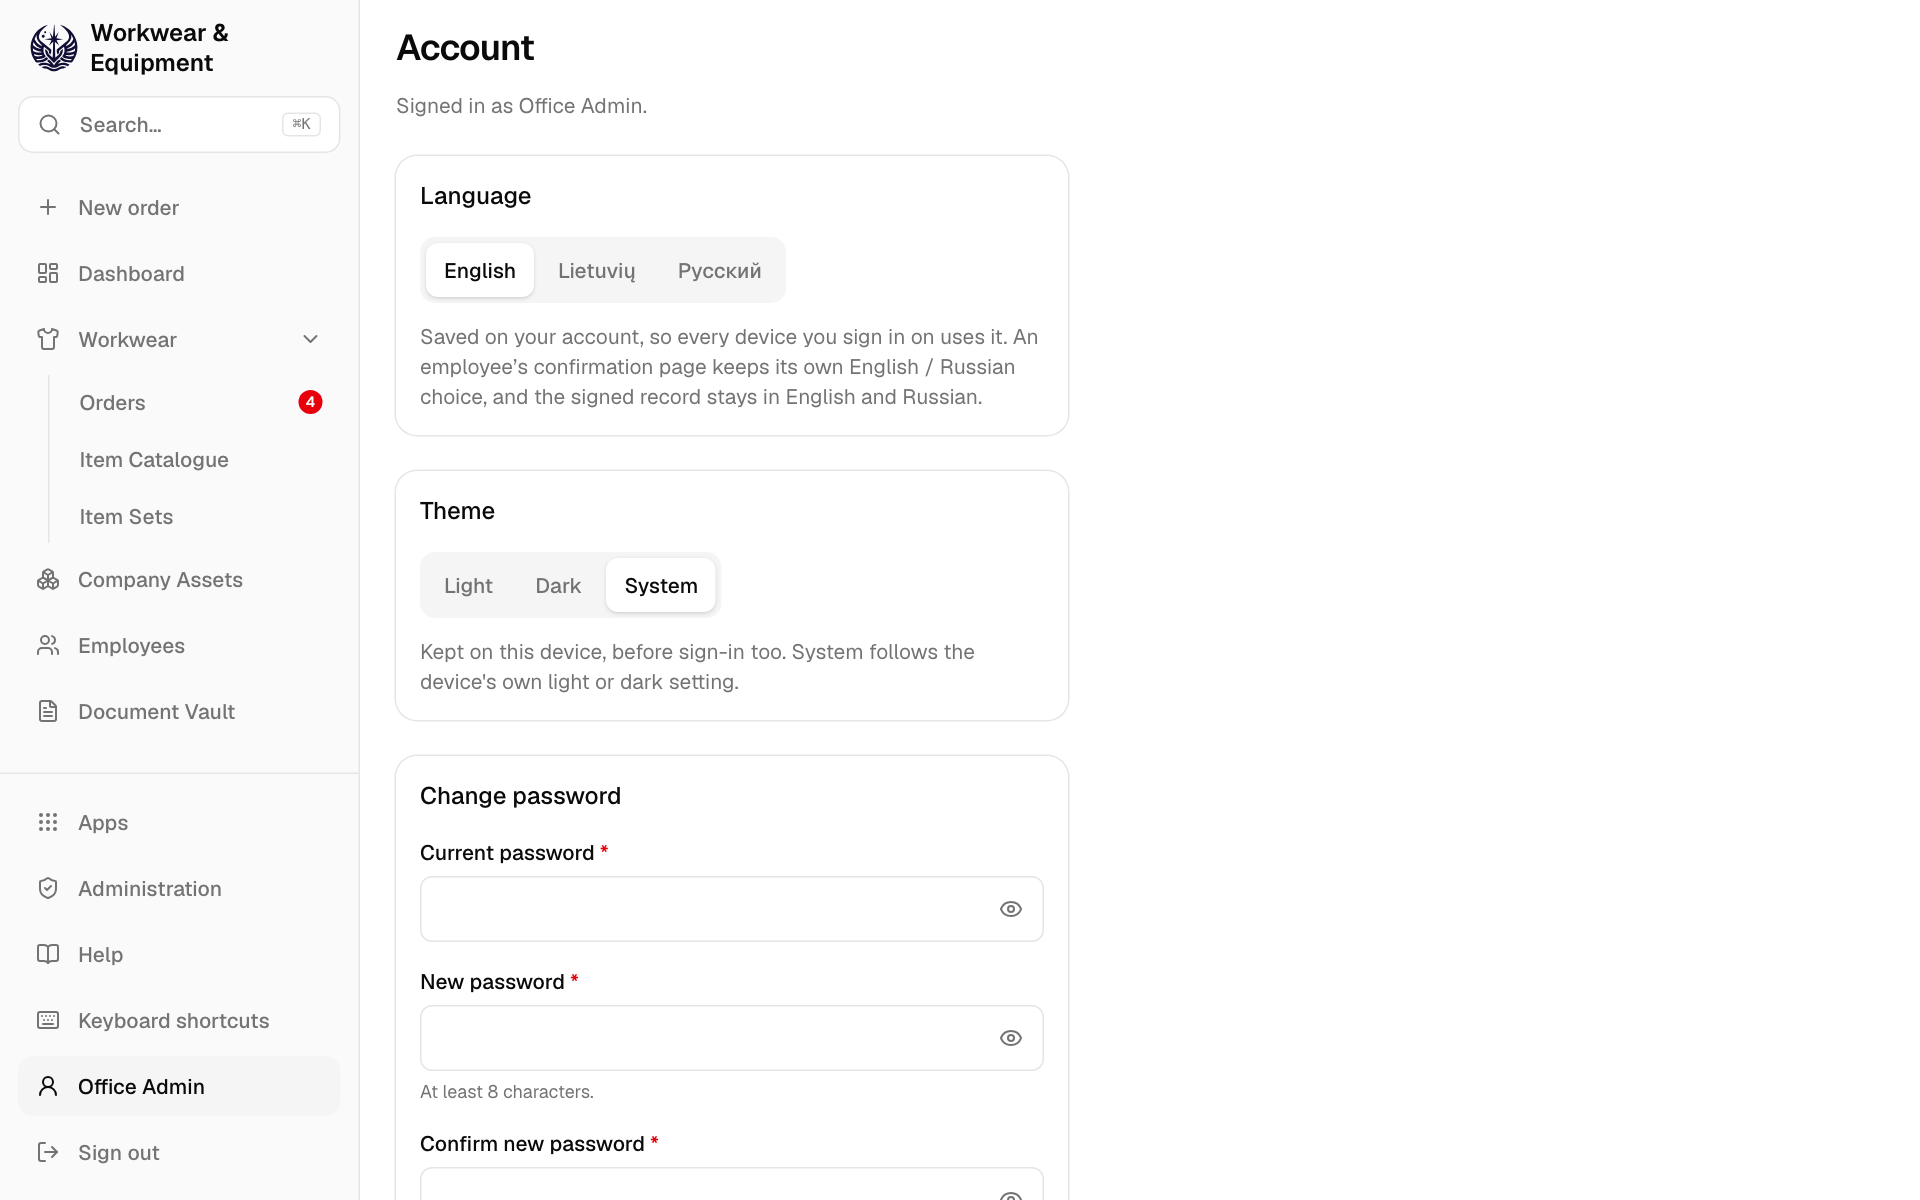 Workwear &
Equipment
Search...
⌘K
New order
Dashboard
Workwear
Orders
4
Item Catalogue
Item Sets
Company Assets
Employees
Document Vault
Apps
Administration
Help
Keyboard shortcuts
Office Admin
Sign out
Account
Signed in as Office Admin.
Language
English
Lietuvių
Русский
Saved on your account, so every device you sign in on uses it. An
employee’s confirmation page keeps its own English / Russian
choice, and the signed record stays in English and Russian.
Theme
Light
Dark
System
Kept on this device, before sign-in too. System follows the
device's own light or dark setting.
Change password
Current password *
New password *
At least 8 characters.
Confirm new password *